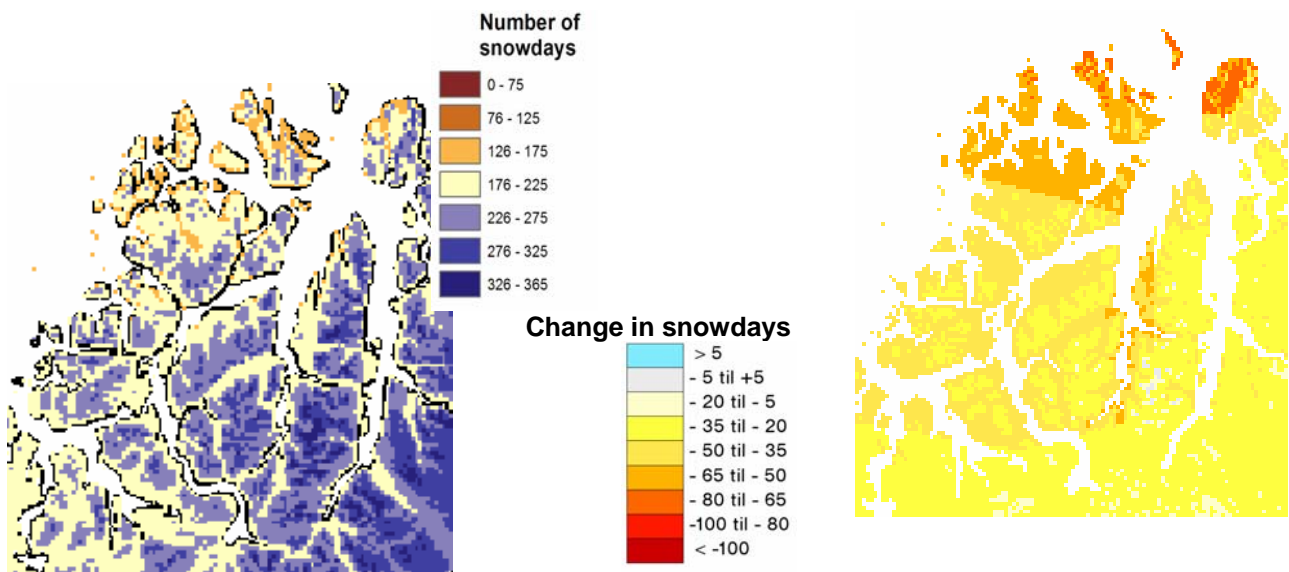 Number of
snowdays
0 - 75
76 - 125
126 - 175
176 - 225
226 - 275
276 - 325
326 - 365
Change in snowdays
> 5
- 5 til +5
- 20 til - 5
- 35 til - 20
- 50 til - 35
- 65 til - 50
- 80 til - 65
-100 til - 80
< -100